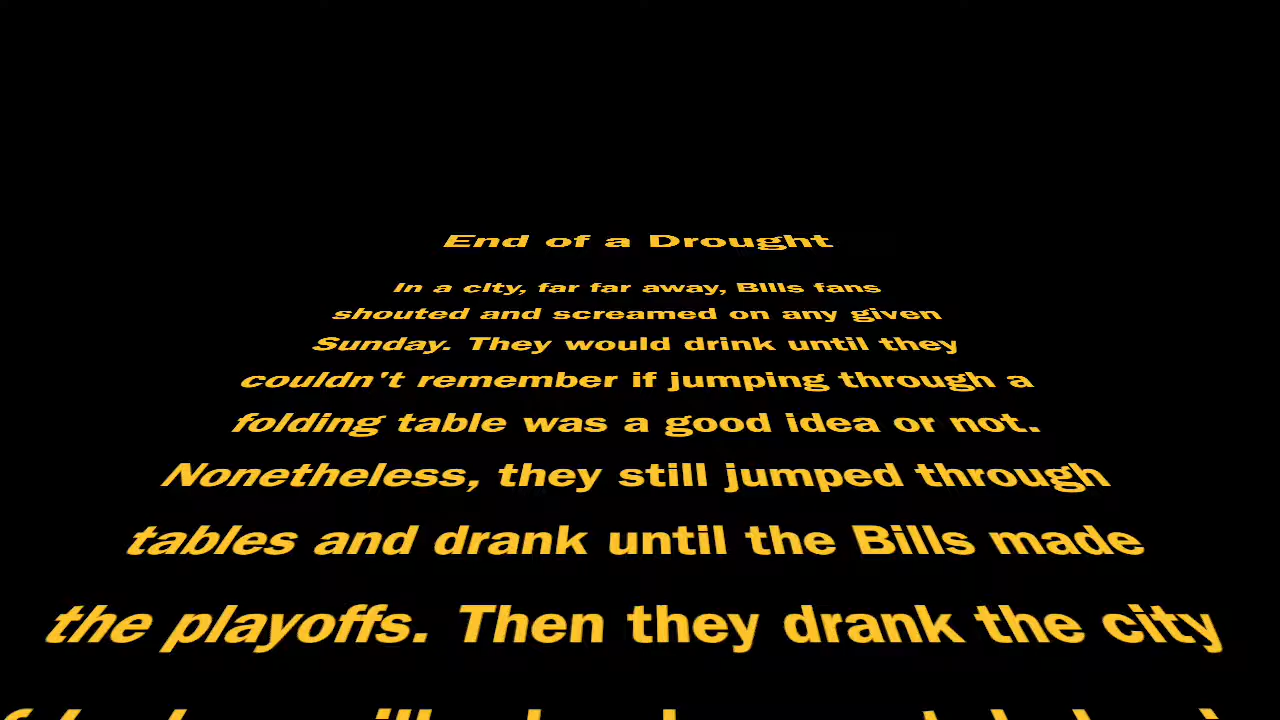 End of a Drought
In a city, far far away, Bills fans
shouted and screamed on any given
Sunday. They would drink until they
couldn't remember if jumping through a
folding table was a good idea or not.
Nonetheless, they still jumped through
tables and drank until the Bills made
the playoffs. Then they drank the city